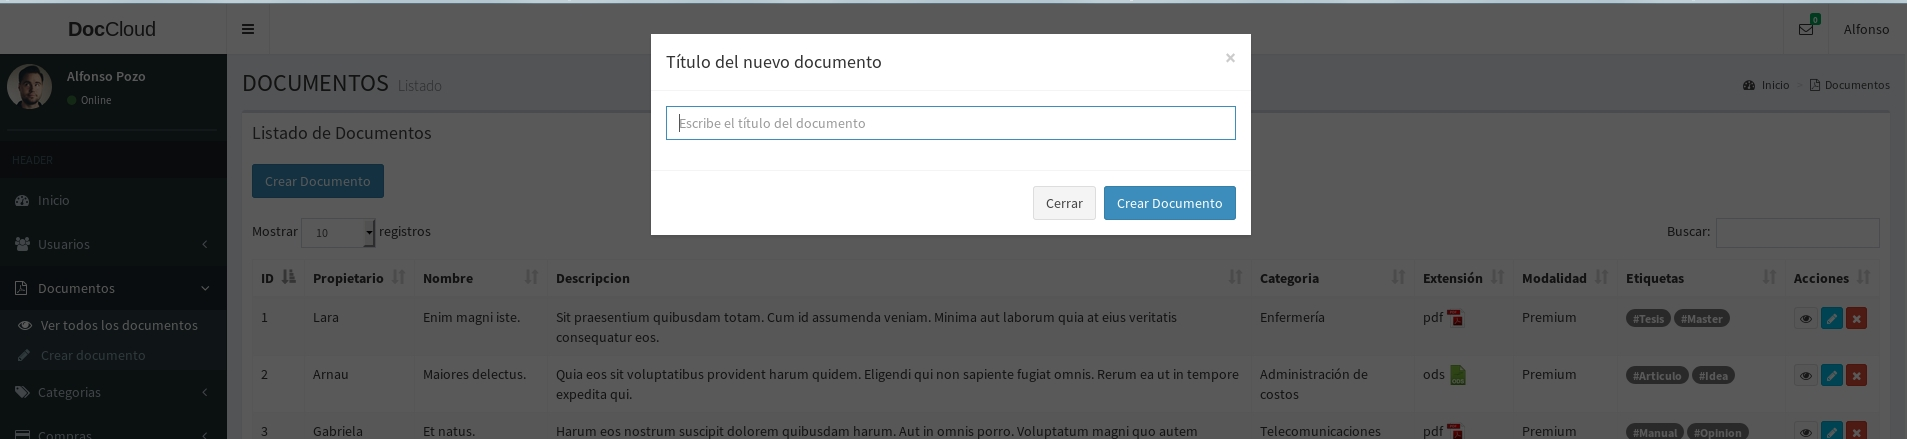 DocCloud
0
Alfonso
Alfonso Pozo
Online
HEADER
Inicio
Usuarios
Documentos
Ver todos los documentos
Crear documento
Categorias
Compras
DOCUMENTOS Listado
Inicio > Documentos
Listado de Documentos
Crear Documento
Título del nuevo documento ×
Escribe el título del documento
Cerrar Crear Documento
Mostrar 10 registros
Buscar:
ID Propietario Nombre Descripcion Categoria Extensión Modalidad Etiquetas Acciones
1 Lara Enim magni iste. Sit praesentium quibusdam totam. Cum id assumenda veniam. Minima aut laborum quia at eius veritatis Enfermería pdf Premium #Tesis #Master
consequatur eos.
2 Arnau Maiores delectus. Quia eos sit voluptatibus provident harum quidem. Eligendi qui non sapiente fugiat omnis. Rerum ea ut in tempore Administración de ods Premium #Articulo #Idea
expedita qui. costos
3 Gabriela Et natus. Harum eos nostrum suscipit dolorem quibusdam harum. Aut in omnis porro. Voluptatum magni quo autem Telecomunicaciones pdf Premium #Manual #Opinion